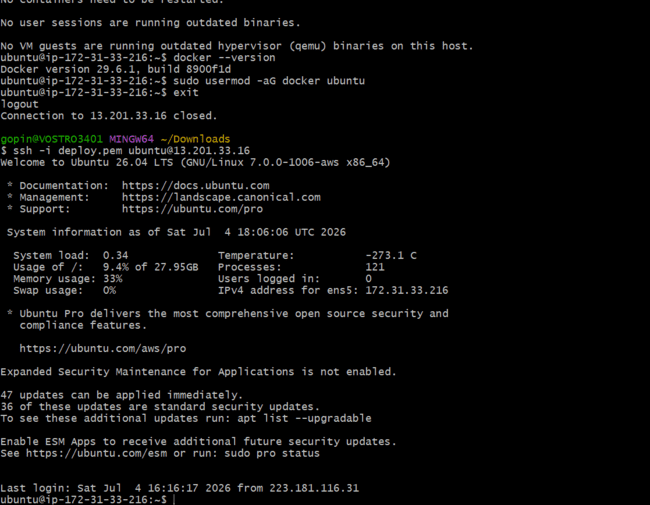 No containers need to be restarted.
No user sessions are running outdated binaries.
No VM guests are running outdated hypervisor (qemu) binaries on this host.
ubuntu@ip-172-31-33-216:~$ docker --version
Docker version 29.6.1, build 8900f1d
ubuntu@ip-172-31-33-216:~$ sudo usermod -aG docker ubuntu
ubuntu@ip-172-31-33-216:~$ exit
logout
Connection to 13.201.33.16 closed.
gopin@VOSTRO3401 MINGW64 ~/Downloads
$ ssh -i deploy.pem ubuntu@13.201.33.16
Welcome to Ubuntu 26.04 LTS (GNU/Linux 7.0.0-1006-aws x86_64)
* Documentation: https://docs.ubuntu.com
* Management: https://landscape.canonical.com
* Support: https://ubuntu.com/pro
System information as of Sat Jul 4 18:06:06 UTC 2026
System load: 0.34 Temperature: -273.1 C
Usage of /: 9.4% of 27.95GB Processes: 121
Memory usage: 33% Users logged in: 0
Swap usage: 0% IPv4 address for ens5: 172.31.33.216
* Ubuntu Pro delivers the most comprehensive open source security and
compliance features.
https://ubuntu.com/aws/pro
Expanded Security Maintenance for Applications is not enabled.
47 updates can be applied immediately.
36 of these updates are standard security updates.
To see these additional updates run: apt list --upgradable
Enable ESM Apps to receive additional future security updates.
See https://ubuntu.com/esm or run: sudo pro status
Last login: Sat Jul 4 16:16:17 2026 from 223.181.116.31
ubuntu@ip-172-31-33-216:~$